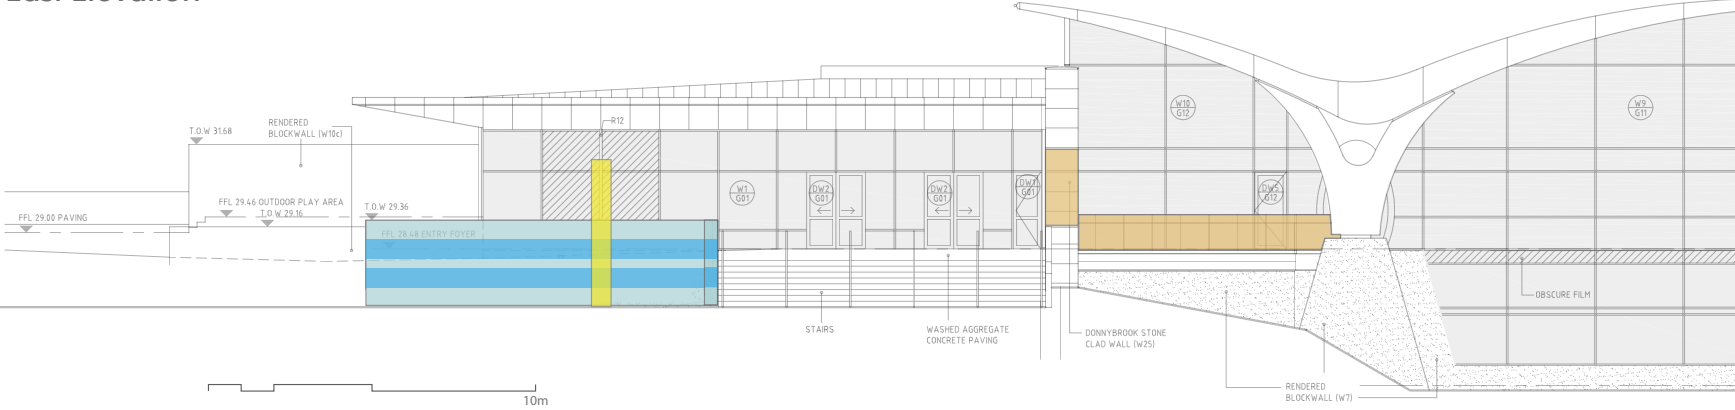 East Elevation
W10
G12
W9
G11
R12
RENDERED
BLOCKWALL (W10c)
T.O.W 31.68
W1
G01
DW2
G01
DW2
G01
DW1
G01
DW5
G12
FFL 29.46 OUTDOOR PLAY AREA
T.O.W 29.16
T.O.W 29.36
FFL 29.00 PAVING
FFL 28.48 ENTRY FOYER
OBSCURE FILM
STAIRS
WASHED AGGREGATE
CONCRETE PAVING
DONNYBROOK STONE
CLAD WALL (W25)
RENDERED
BLOCKWALL (W7)
10m